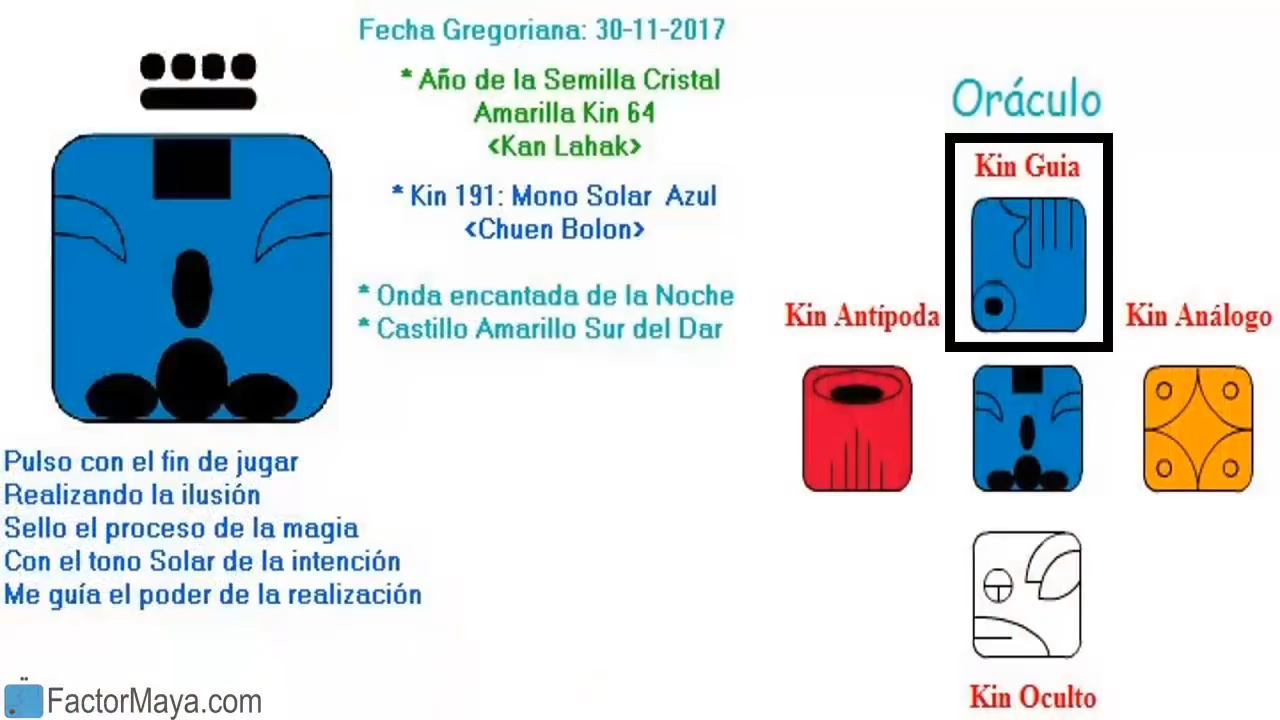 Fecha Gregoriana: 30-11-2017
* Año de la Semilla Cristal
Amarilla Kin 64
<Kan Lahak>
* Kin 191: Mono Solar Azul
<Chuen Bolon>
* Onda encantada de la Noche
* Castillo Amarillo Sur del Dar
Pulso con el fin de jugar
Realizando la ilusión
Sello el proceso de la magia
Con el tono Solar de la intención
Me guía el poder de la realización
Oráculo
Kin Guia
Kin Antípoda
Kin Análogo
Kin Oculto
FactorMaya.com